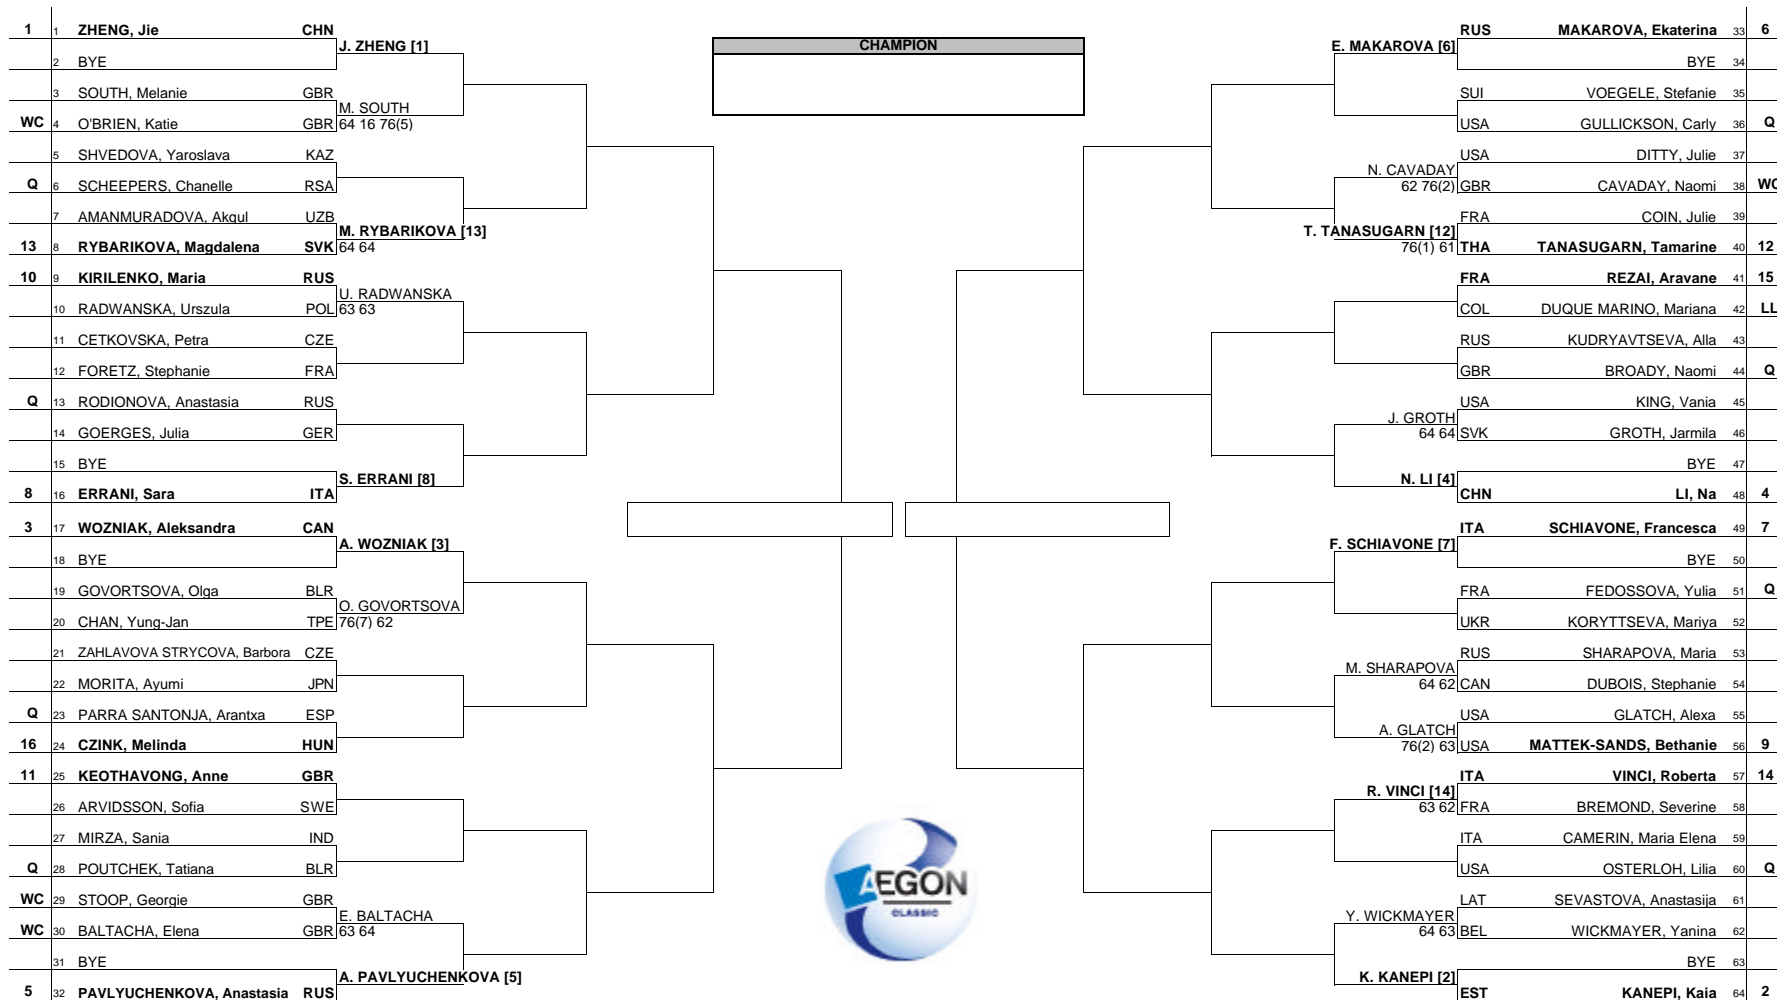 CHAMPION
1 1 ZHENG, Jie CHN
J. ZHENG [1]
2 BYE
3 SOUTH, Melanie GBR
M. SOUTH
WC 4 O'BRIEN, Katie GBR 64 16 76(5)
5 SHVEDOVA, Yaroslava KAZ
Q 6 SCHEEPERS, Chanelle RSA
7 AMANMURADOVA, Akgul UZB
M. RYBARIKOVA [13]
13 8 RYBARIKOVA, Magdalena SVK 64 64
10 9 KIRILENKO, Maria RUS
U. RADWANSKA
10 RADWANSKA, Urszula POL 63 63
11 CETKOVSKA, Petra CZE
12 FORETZ, Stephanie FRA
Q 13 RODIONOVA, Anastasia RUS
14 GOERGES, Julia GER
15 BYE
S. ERRANI [8]
8 16 ERRANI, Sara ITA
3 17 WOZNIAK, Aleksandra CAN
A. WOZNIAK [3]
18 BYE
19 GOVORTSOVA, Olga BLR
O. GOVORTSOVA
20 CHAN, Yung-Jan TPE 76(7) 62
21 ZAHLAVOVA STRYCOVA, Barbora CZE
22 MORITA, Ayumi JPN
Q 23 PARRA SANTONJA, Arantxa ESP
16 24 CZINK, Melinda HUN
11 25 KEOTHAVONG, Anne GBR
26 ARVIDSSON, Sofia SWE
27 MIRZA, Sania IND
Q 28 POUTCHEK, Tatiana BLR
WC 29 STOOP, Georgie GBR
E. BALTACHA
WC 30 BALTACHA, Elena GBR 63 64
31 BYE
A. PAVLYUCHENKOVA [5]
5 32 PAVLYUCHENKOVA, Anastasia RUS
RUS MAKAROVA, Ekaterina 33 6
E. MAKAROVA [6]
BYE 34
SUI VOEGELE, Stefanie 35
USA GULLICKSON, Carly 36 Q
USA DITTY, Julie 37
N. CAVADAY
62 76(2) GBR CAVADAY, Naomi 38 WC
FRA COIN, Julie 39
T. TANASUGARN [12]
76(1) 61 THA TANASUGARN, Tamarine 40 12
FRA REZAI, Aravane 41 15
COL DUQUE MARINO, Mariana 42 LL
RUS KUDRYAVTSEVA, Alla 43
GBR BROADY, Naomi 44 Q
USA KING, Vania 45
J. GROTH
64 64 SVK GROTH, Jarmila 46
BYE 47
N. LI [4]
CHN LI, Na 48 4
ITA SCHIAVONE, Francesca 49 7
F. SCHIAVONE [7]
BYE 50
FRA FEDOSSOVA, Yulia 51 Q
UKR KORYTTSEVA, Mariya 52
RUS SHARAPOVA, Maria 53
M. SHARAPOVA
64 62 CAN DUBOIS, Stephanie 54
USA GLATCH, Alexa 55
A. GLATCH
76(2) 63 USA MATTEK-SANDS, Bethanie 56 9
ITA VINCI, Roberta 57 14
R. VINCI [14]
63 62 FRA BREMOND, Severine 58
ITA CAMERIN, Maria Elena 59
USA OSTERLOH, Lilia 60 Q
LAT SEVASTOVA, Anastasija 61
Y. WICKMAYER
64 63 BEL WICKMAYER, Yanina 62
BYE 63
K. KANEPI [2]
EST KANEPI, Kaia 64 2
AEGON
CLASSIC